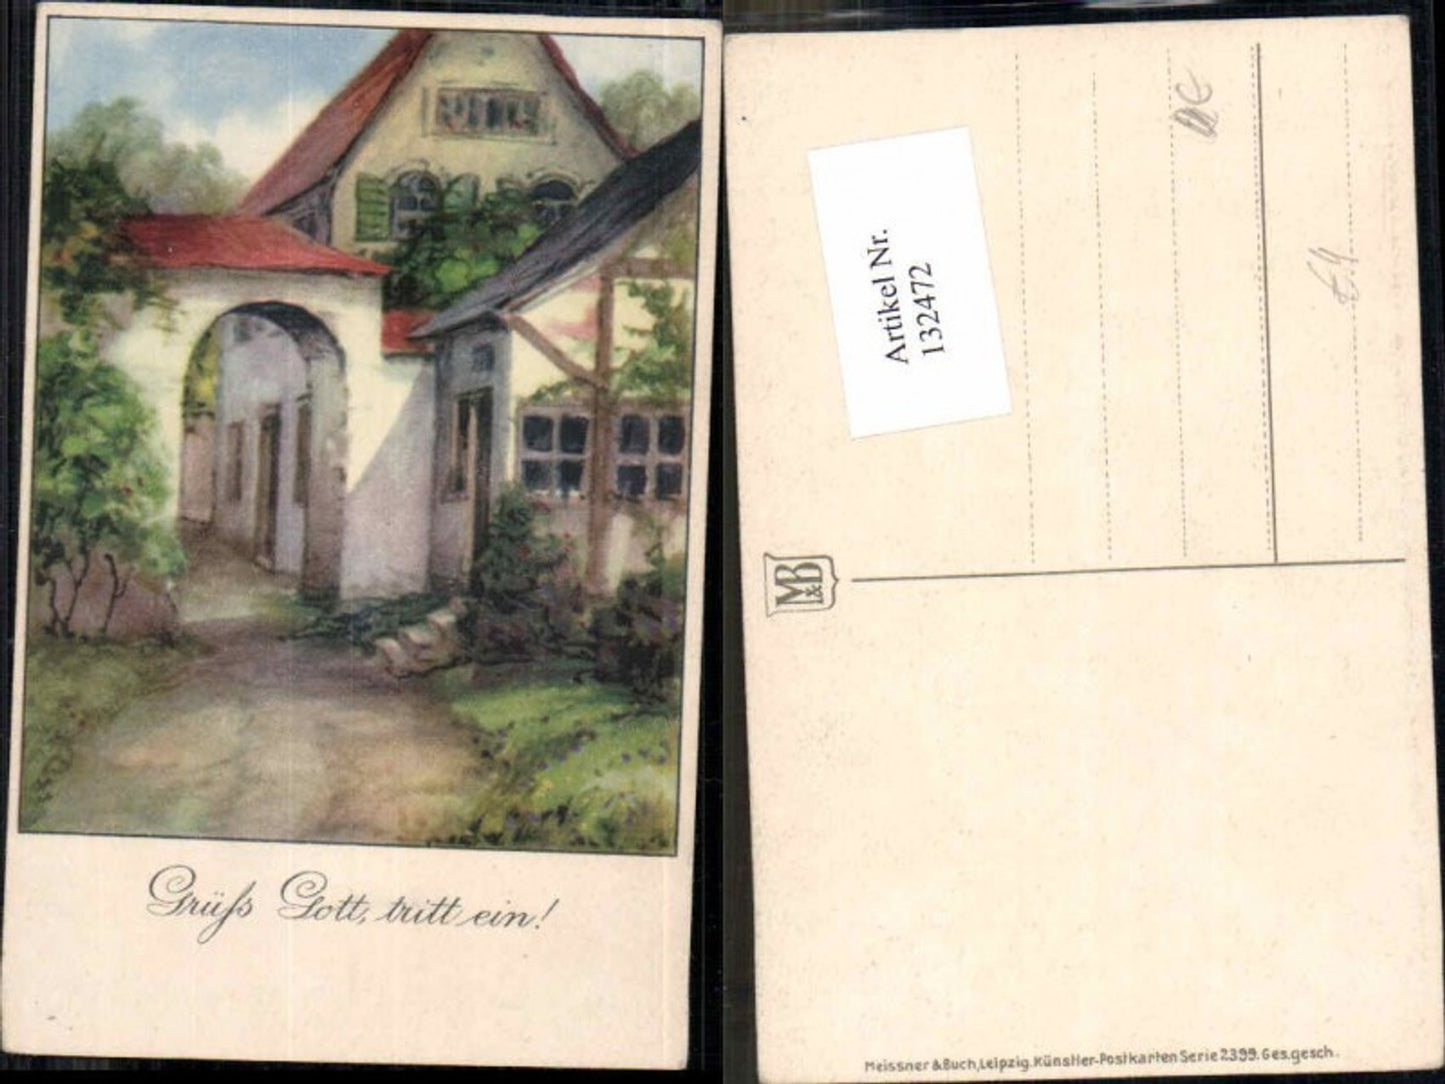 Grüß Gott, tritt ein!
Artikel Nr.
132472
M&B
Meissner & Buch, Leipzig. Künstler-Postkarten Serie 2399. Ges. gesch.